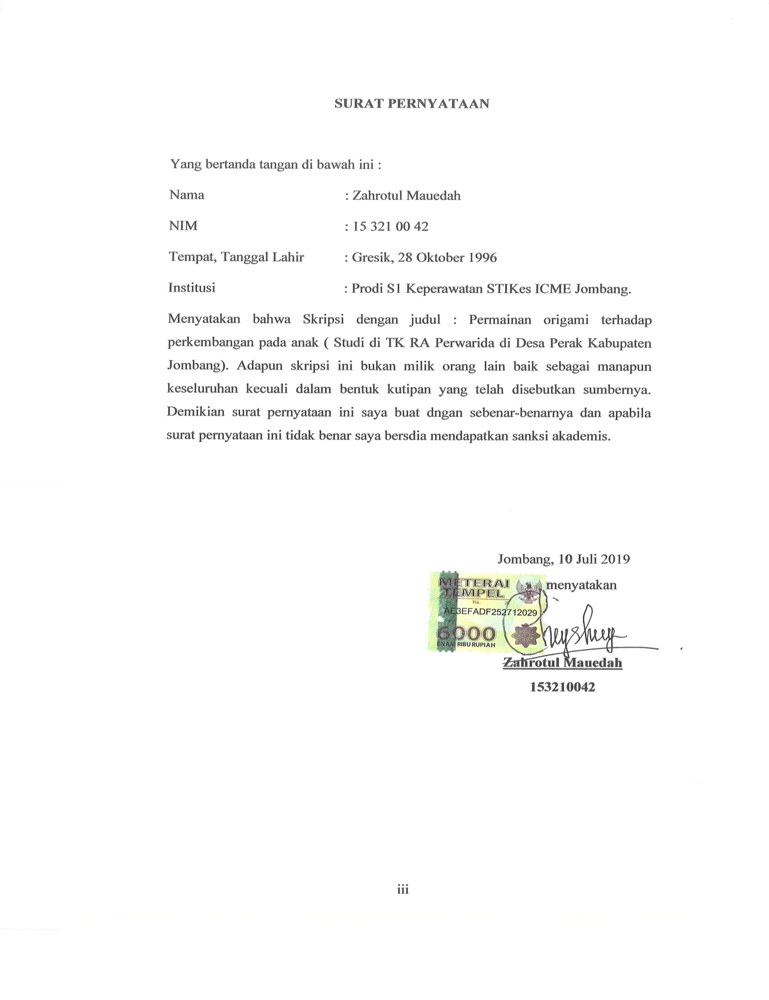 SURAT PERNYATAAN
Yang bertanda tangan di bawah ini :
Nama : Zahrotul Mauedah
NIM : 15 321 00 42
Tempat, Tanggal Lahir : Gresik, 28 Oktober 1996
Institusi : Prodi S1 Keperawatan STIKes ICME Jombang.
Menyatakan bahwa Skripsi dengan judul : Permainan origami terhadap
perkembangan pada anak ( Studi di TK RA Perwarida di Desa Perak Kabupaten
Jombang). Adapun skripsi ini bukan milik orang lain baik sebagai manapun
keseluruhan kecuali dalam bentuk kutipan yang telah disebutkan sumbernya.
Demikian surat pernyataan ini saya buat dngan sebenar-benarnya dan apabila
surat pernyataan ini tidak benar saya bersdia mendapatkan sanksi akademis.
Jombang, 10 Juli 2019
menyatakan
METERAI
TEMPEL
TGL. 20
AE3EFADF252712029
6000
ENAM RIBU RUPIAH
Zahrotul Mauedah
153210042
iii